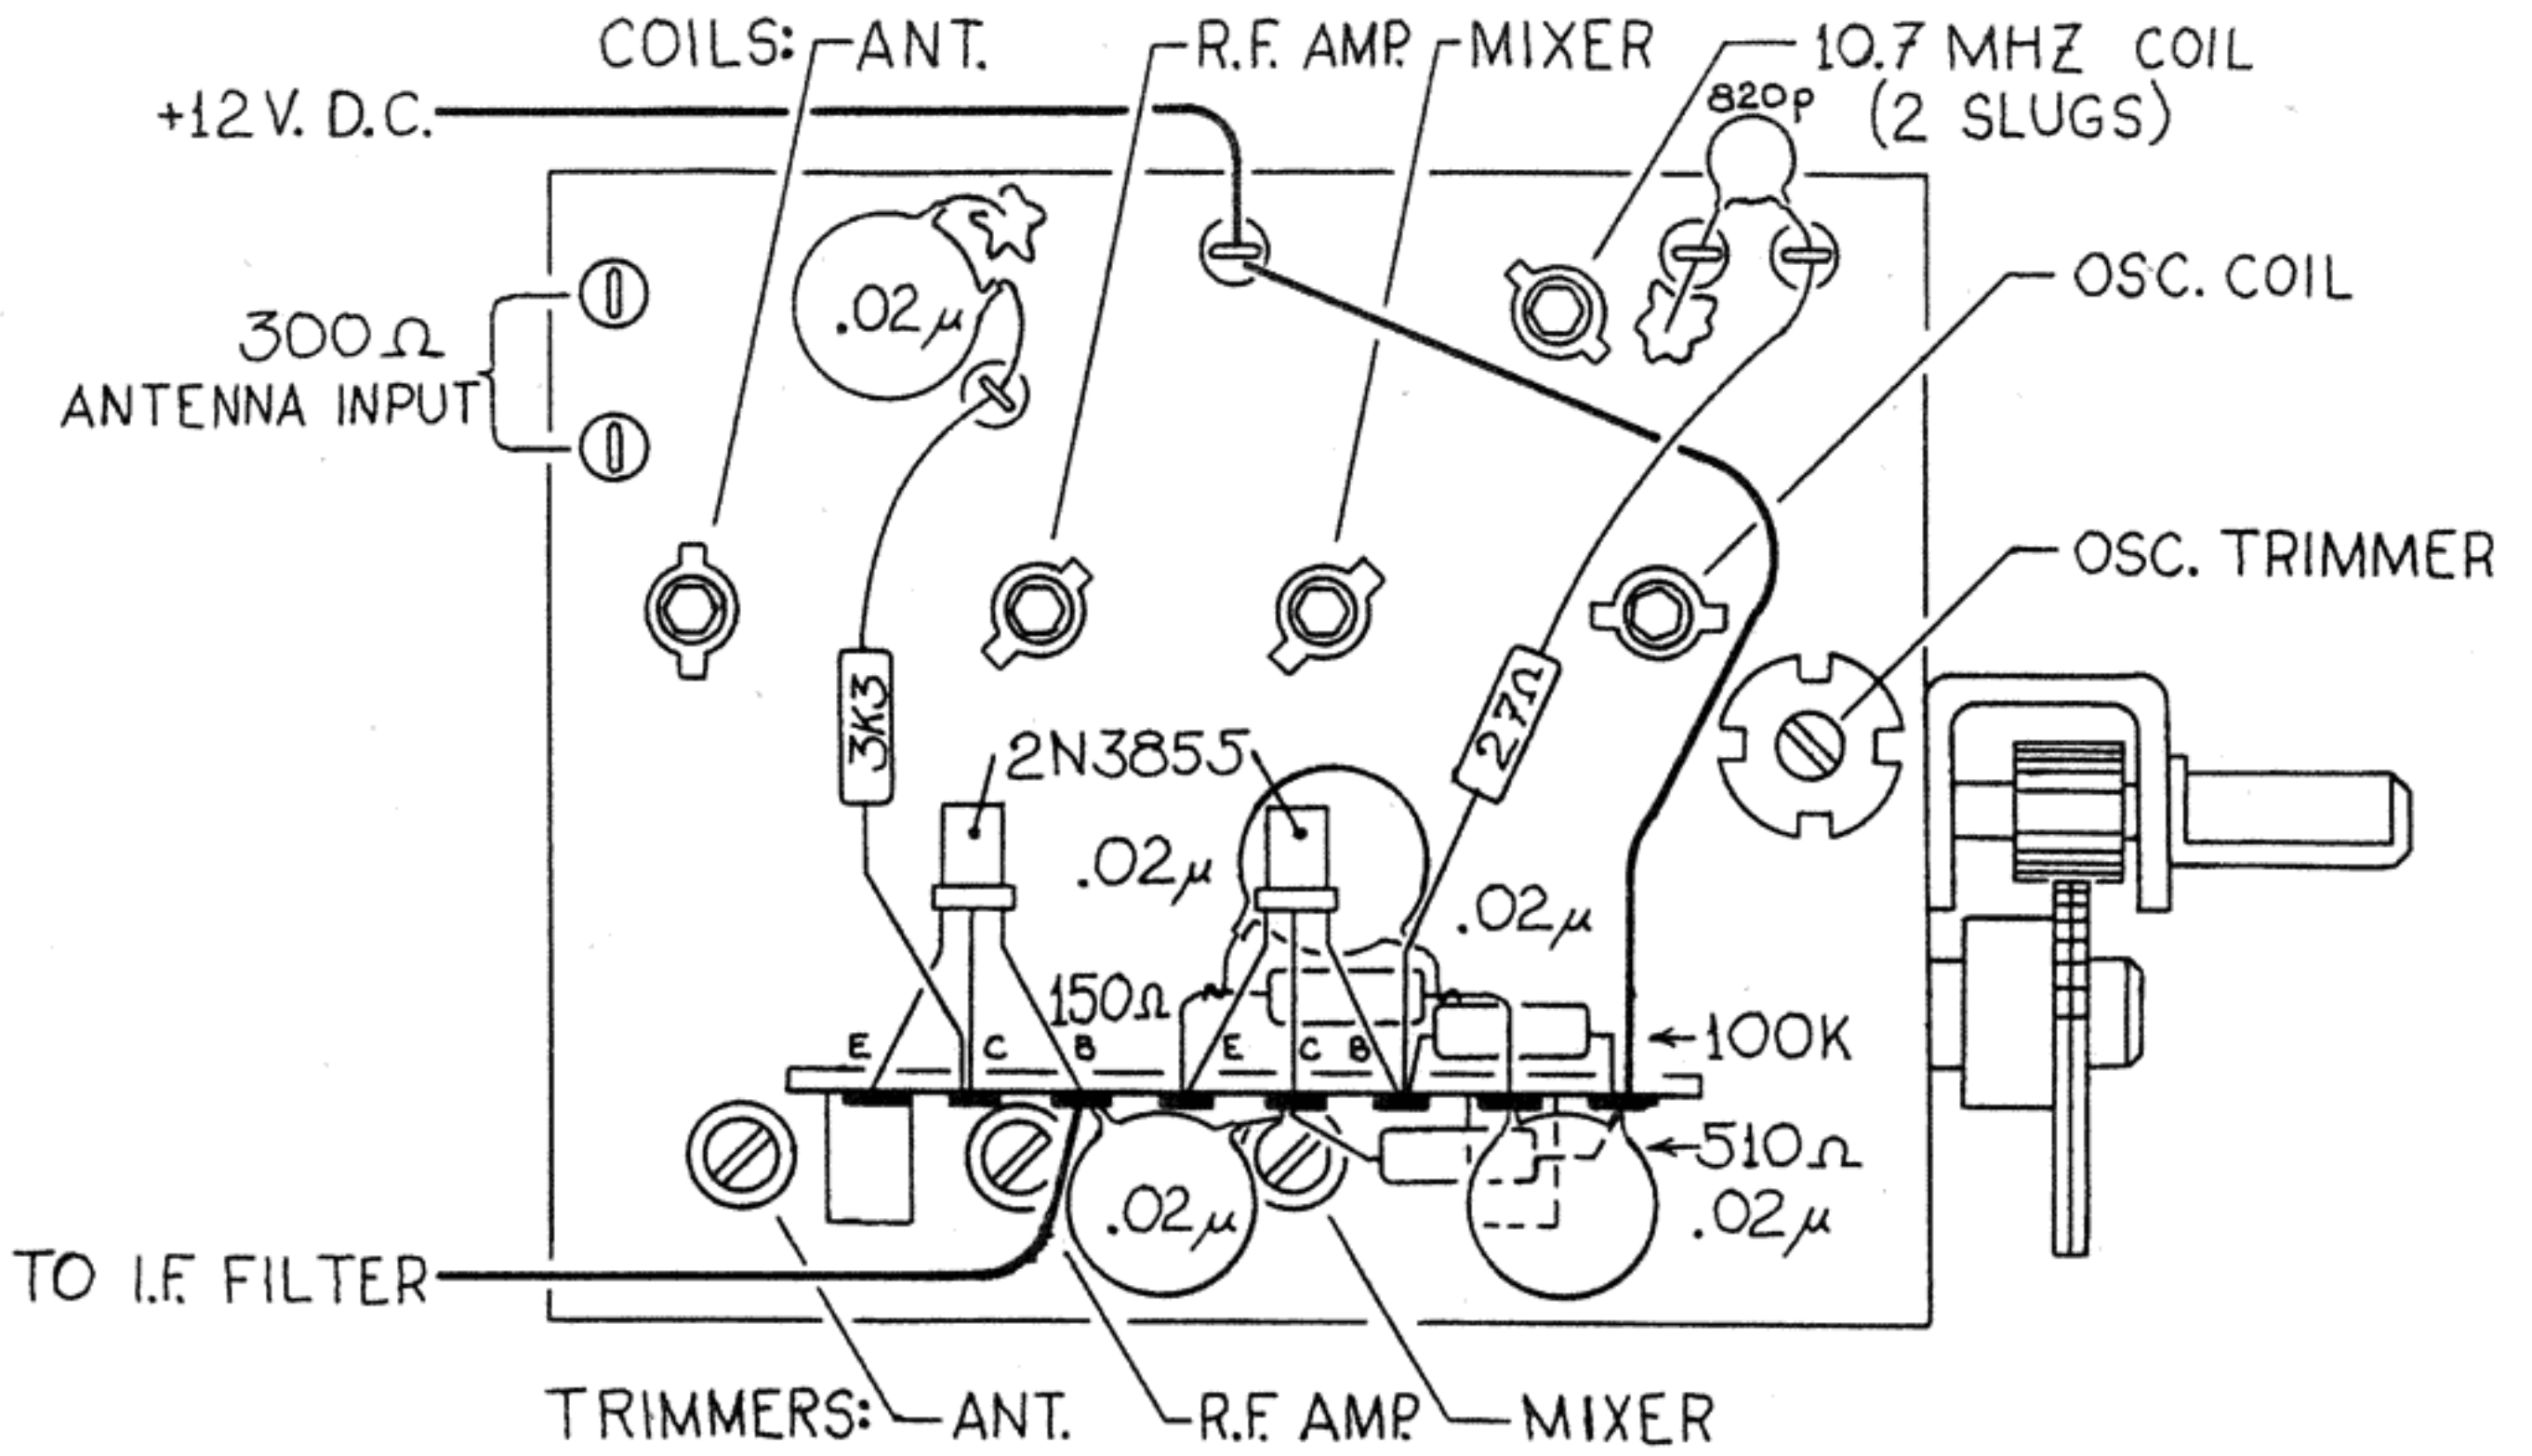 COILS: ANT. R.F. AMP. MIXER 10.7 MHZ COIL
(2 SLUGS)
820p
+12 V. D.C.
.02μ
OSC. COIL
300Ω
ANTENNA INPUT
OSC. TRIMMER
3K3
27Ω
2N3855
.02μ
.02μ
150Ω
E C B E C B
100K
510Ω
.02μ
.02μ
TO I.F. FILTER
TRIMMERS: ANT. R.F. AMP. MIXER